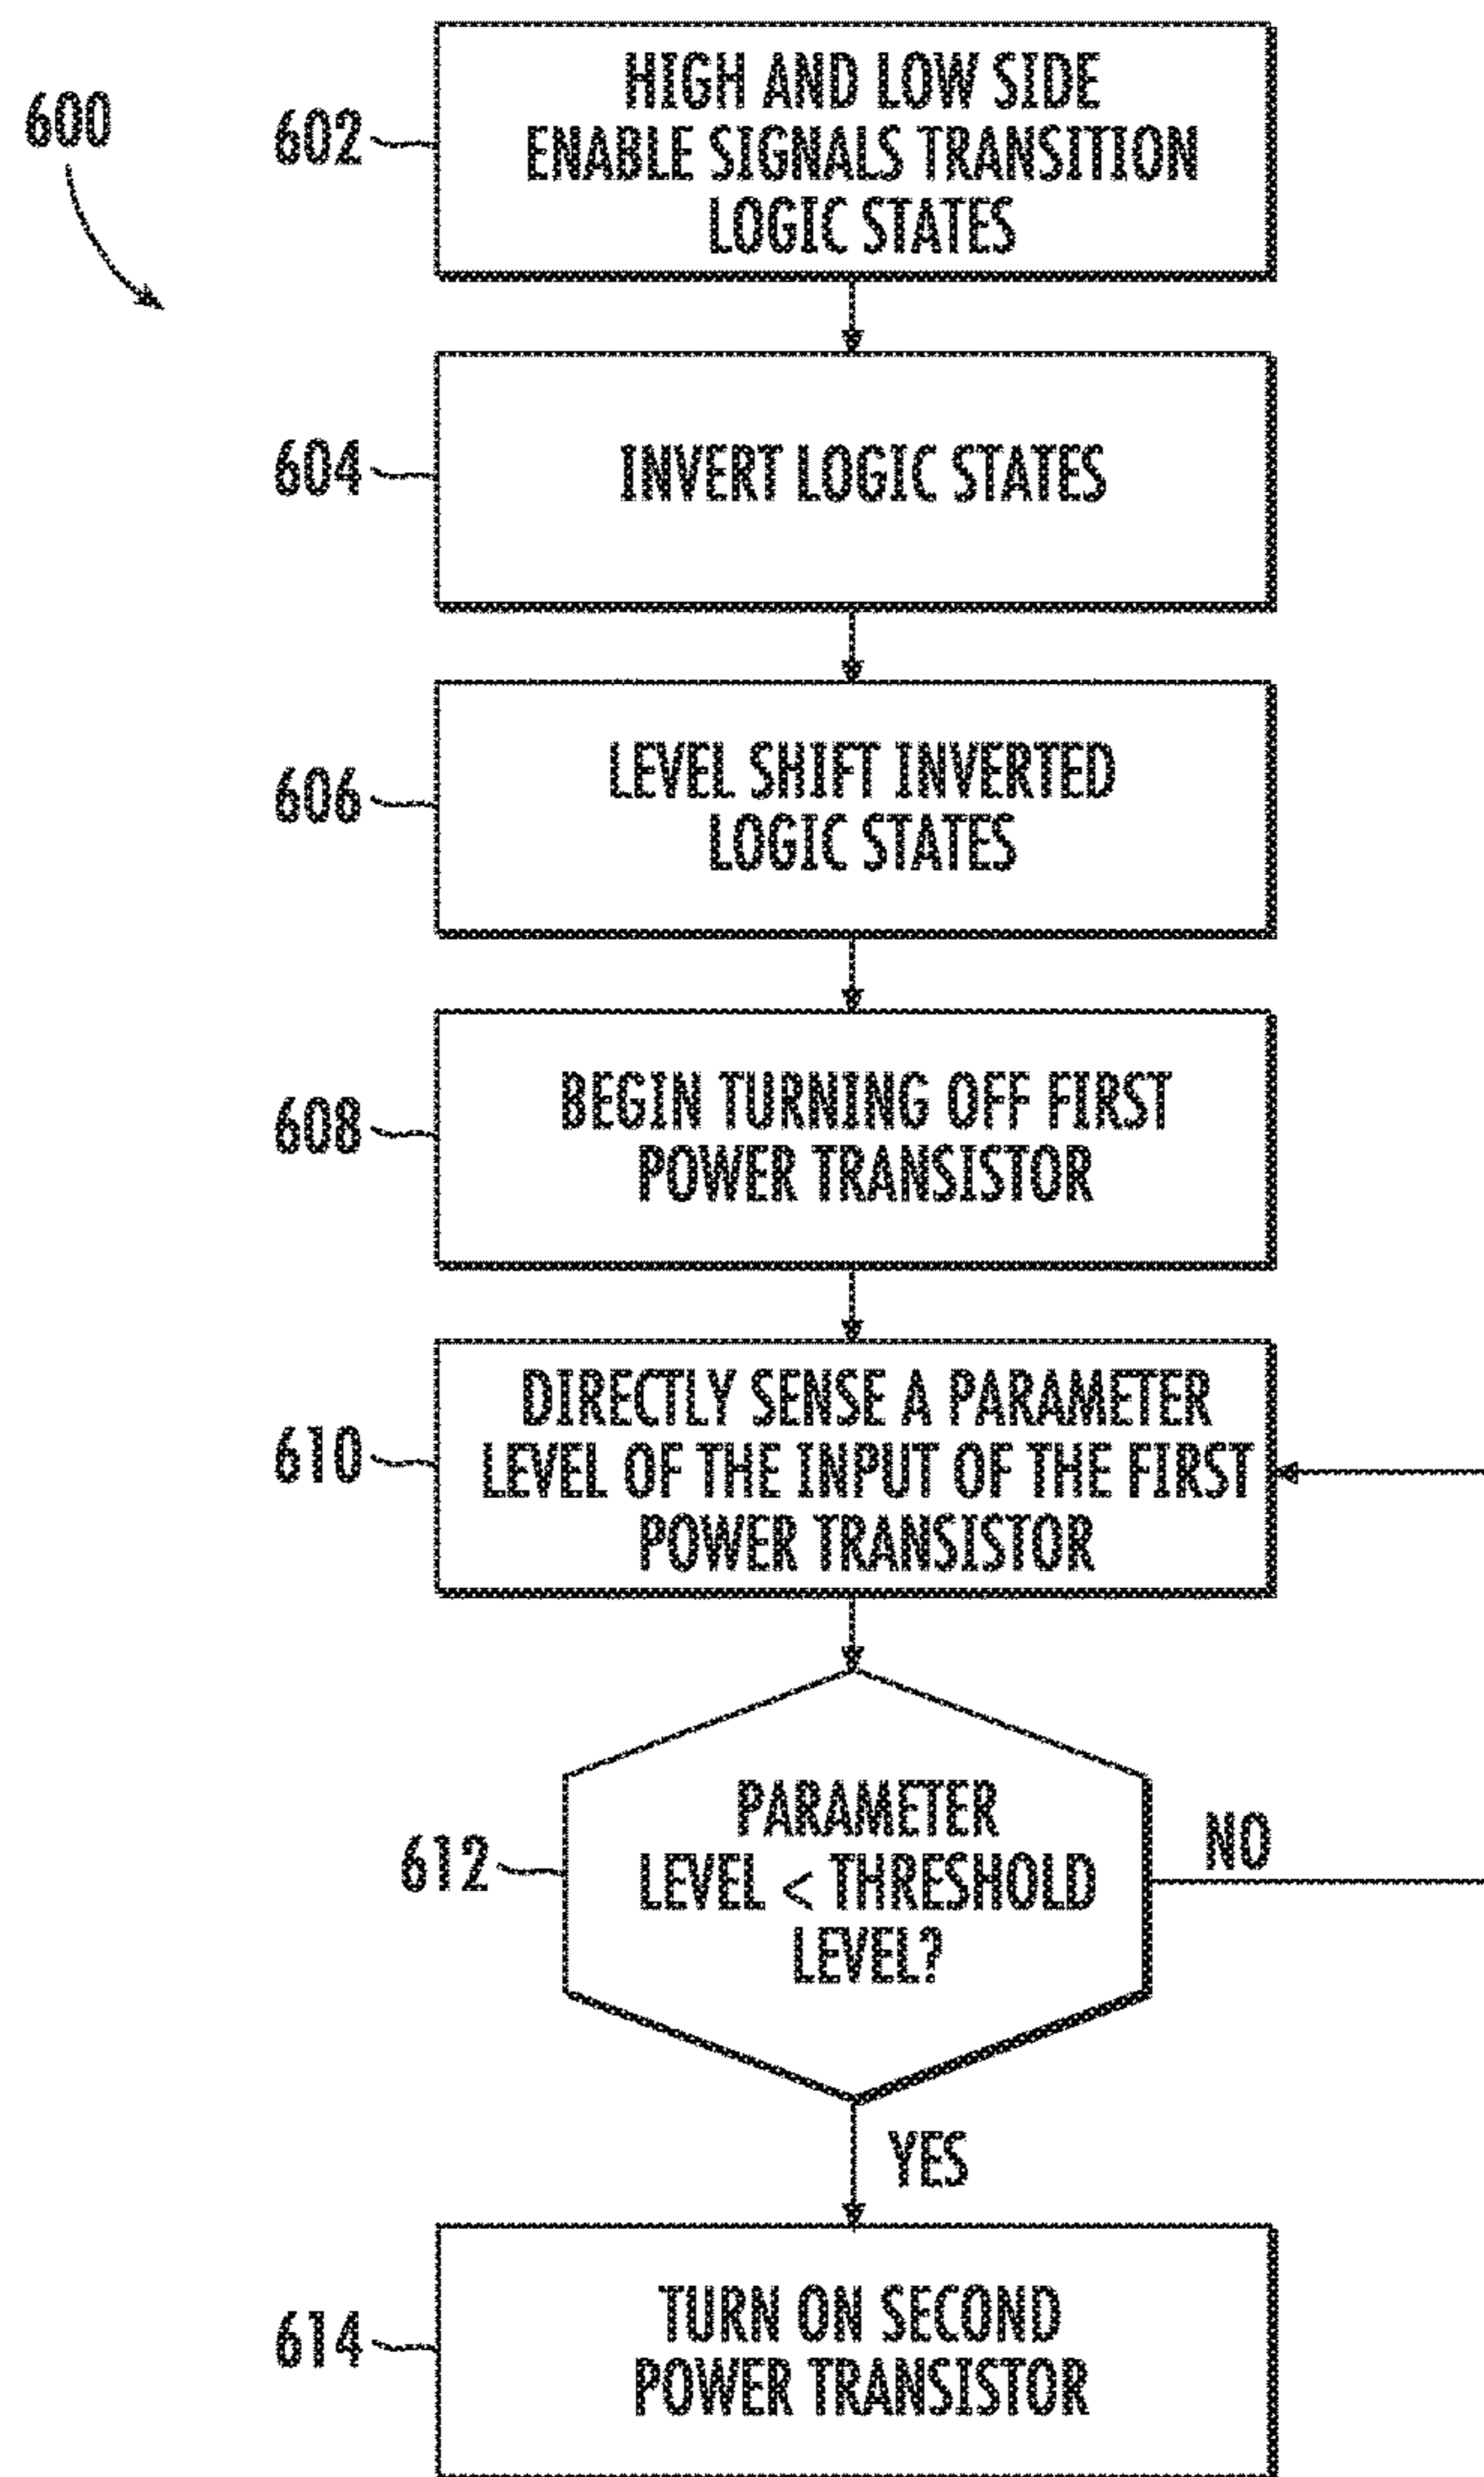 600
602
HIGH AND LOW SIDE
ENABLE SIGNALS TRANSITION
LOGIC STATES
604
INVERT LOGIC STATES
606
LEVEL SHIFT INVERTED
LOGIC STATES
608
BEGIN TURNING OFF FIRST
POWER TRANSISTOR
610
DIRECTLY SENSE A PARAMETER
LEVEL OF THE INPUT OF THE FIRST
POWER TRANSISTOR
612
PARAMETER
LEVEL < THRESHOLD
LEVEL?
NO
YES
614
TURN ON SECOND
POWER TRANSISTOR